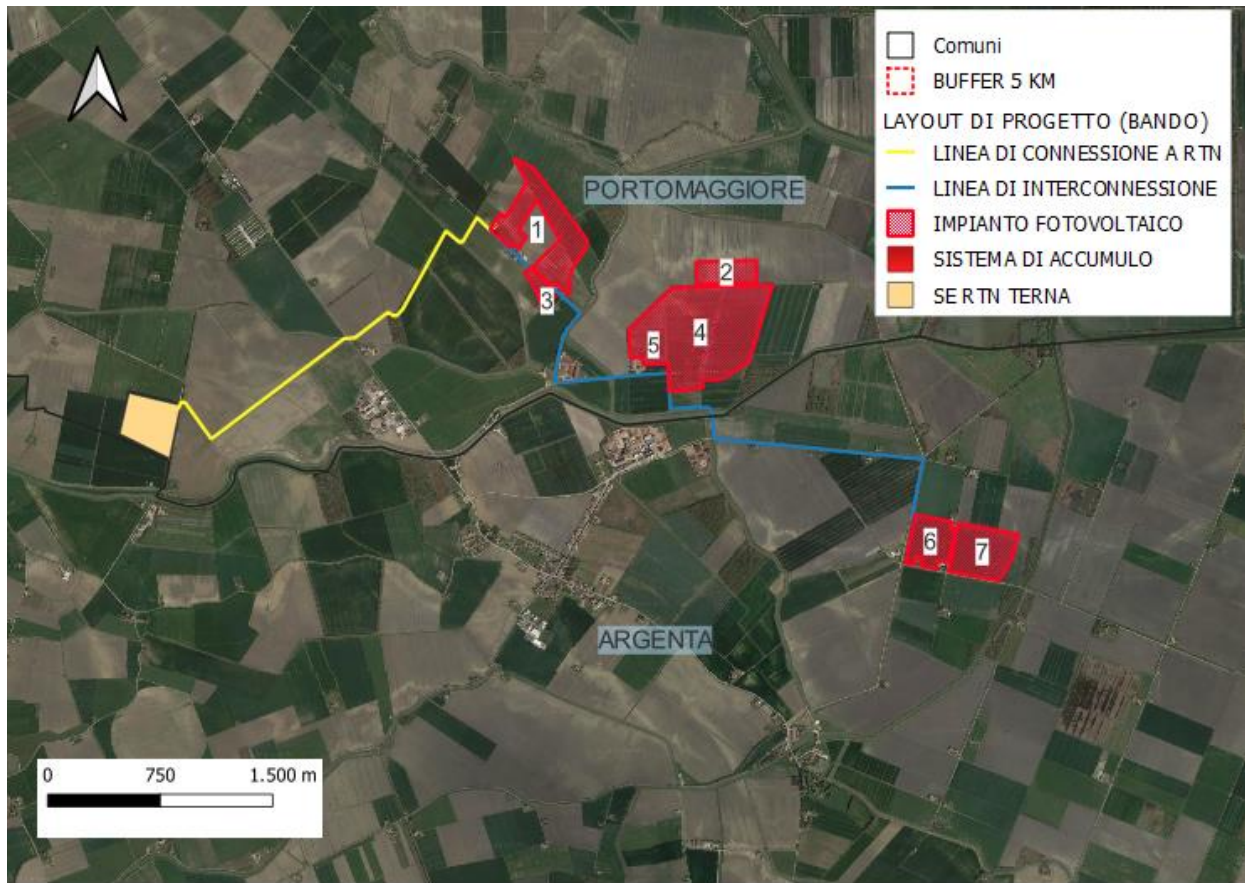 Comuni
BUFFER 5 KM
LAYOUT DI PROGETTO (BANDO)
LINEA DI CONNESSIONE A RTN
LINEA DI INTERCONNESSIONE
IMPIANTO FOTOVOLTAICO
SISTEMA DI ACCUMULO
SE RTN TERNA
PORTOMAGGIORE
1
2
3
4
5
6
7
ARGENTA
0 750 1.500 m